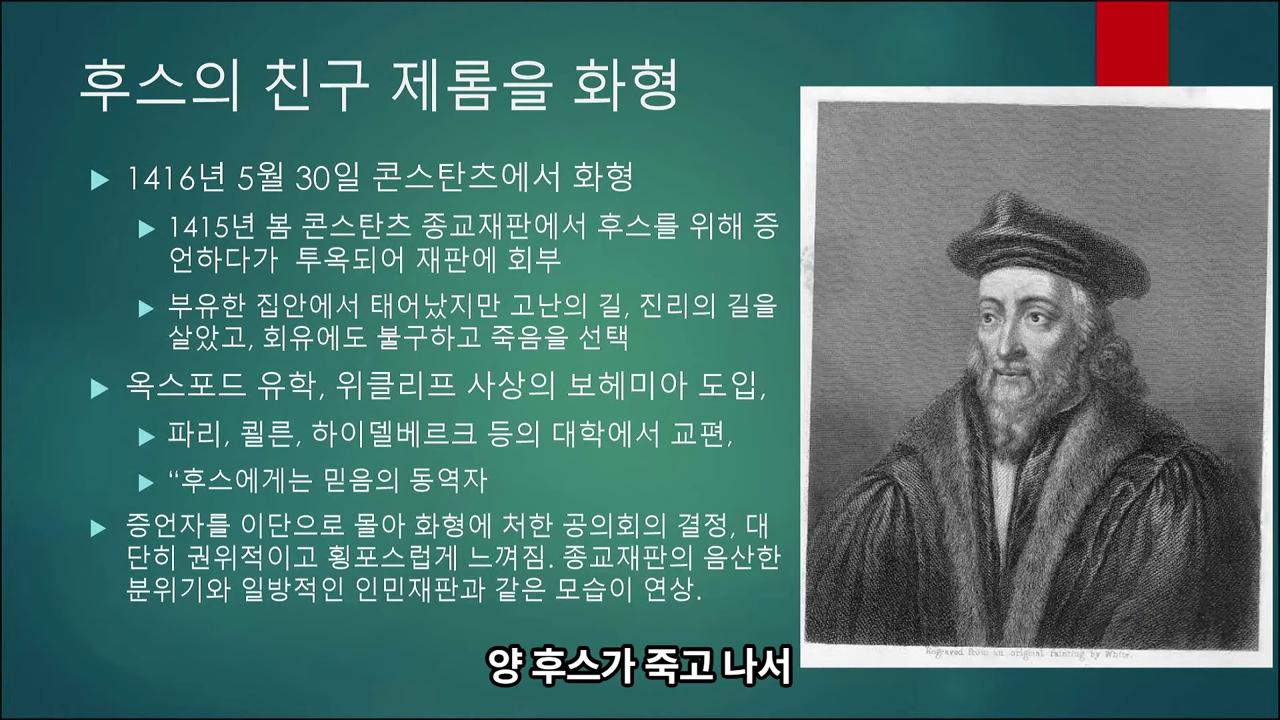 후스의 친구 제롬을 화형
1416년 5월 30일 콘스탄츠에서 화형
1415년 봄 콘스탄츠 종교재판에서 후스를 위해 증
언하다가 투옥되어 재판에 회부
부유한 집안에서 태어났지만 고난의 길, 진리의 길을
살았고, 회유에도 불구하고 죽음을 선택
옥스포드 유학, 위클리프 사상의 보헤미아 도입,
파리, 쾰른, 하이델베르크 등의 대학에서 교편,
“후스에게는 믿음의 동역자
증언자를 이단으로 몰아 화형에 처한 공의회의 결정, 대
단히 권위적이고 횡포스럽게 느껴짐. 종교재판의 음산한
분위기와 일방적인 인민재판과 같은 모습이 연상.
Engraved from an original Painting by White.
양 후스가 죽고 나서